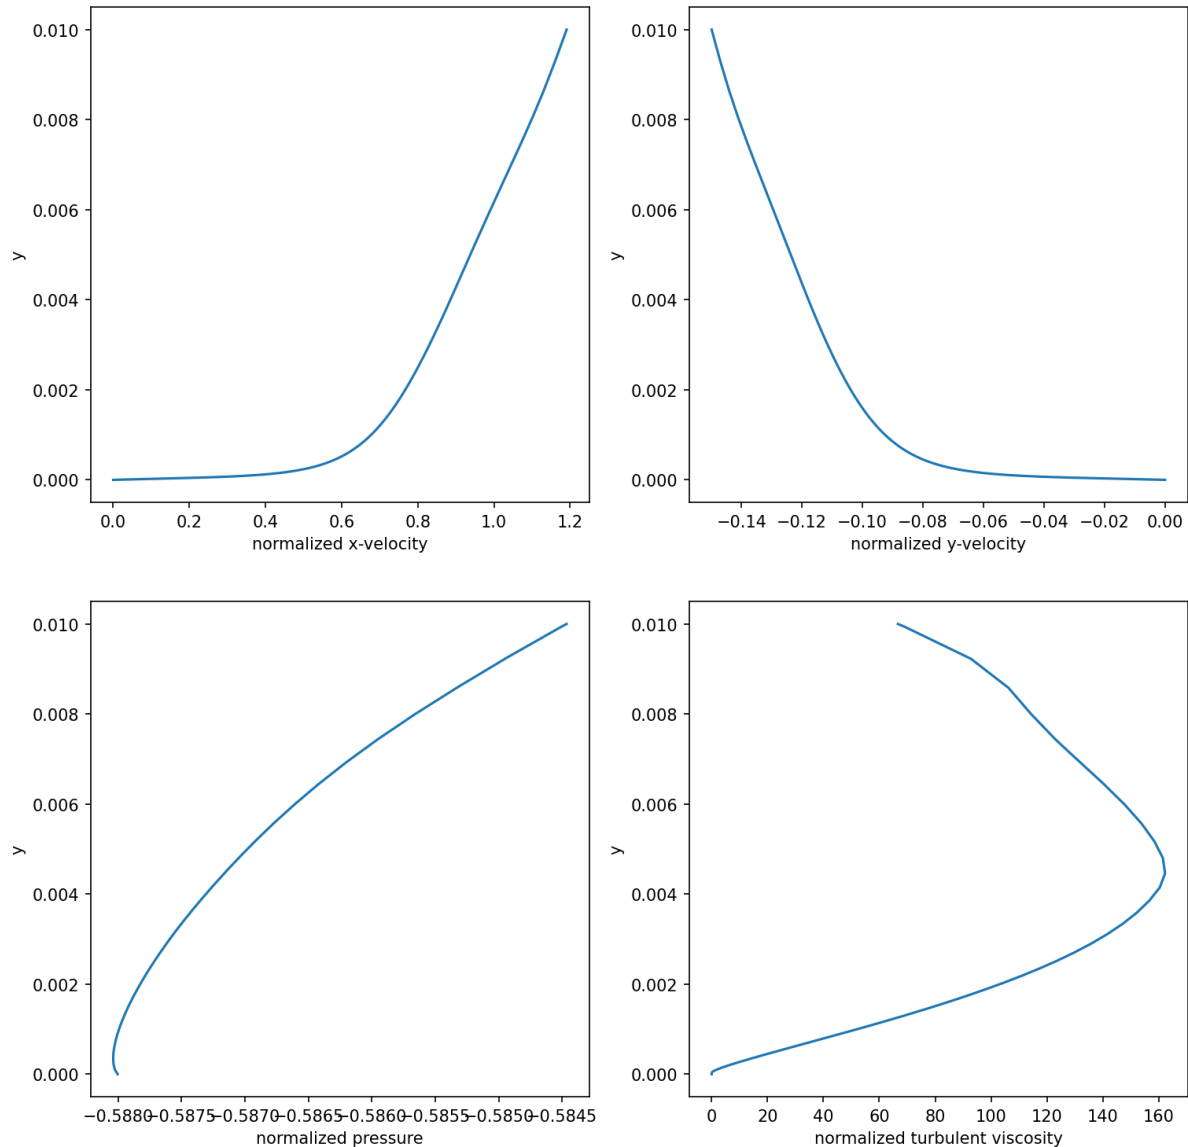 0.010
0.008
0.006
0.004
0.002
0.000
y
0.0 0.2 0.4 0.6 0.8 1.0 1.2
normalized x-velocity
0.010
0.008
0.006
0.004
0.002
0.000
y
−0.14 −0.12 −0.10 −0.08 −0.06 −0.04 −0.02 0.00
normalized y-velocity
0.010
0.008
0.006
0.004
0.002
0.000
y
−0.5880 −0.5875 −0.5870 −0.5865 −0.5860 −0.5855 −0.5850 −0.5845
normalized pressure
0.010
0.008
0.006
0.004
0.002
0.000
y
0 20 40 60 80 100 120 140 160
normalized turbulent viscosity